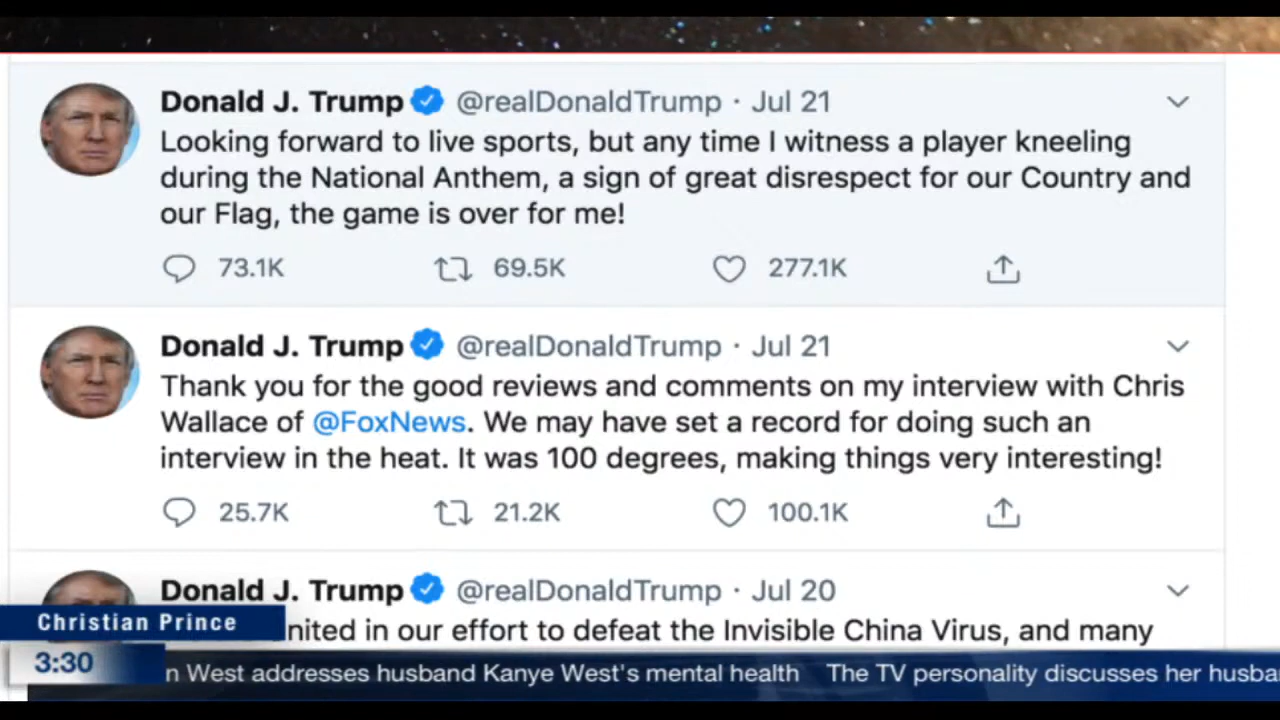 Donald J. Trump @realDonaldTrump · Jul 21
Looking forward to live sports, but any time I witness a player kneeling
during the National Anthem, a sign of great disrespect for our Country and
our Flag, the game is over for me!
73.1K 69.5K 277.1K
Donald J. Trump @realDonaldTrump · Jul 21
Thank you for the good reviews and comments on my interview with Chris
Wallace of @FoxNews. We may have set a record for doing such an
interview in the heat. It was 100 degrees, making things very interesting!
25.7K 21.2K 100.1K
Donald J. Trump @realDonaldTrump · Jul 20
nited in our effort to defeat the Invisible China Virus, and many
Christian Prince
3:30
n West addresses husband Kanye West's mental health The TV personality discusses her husba